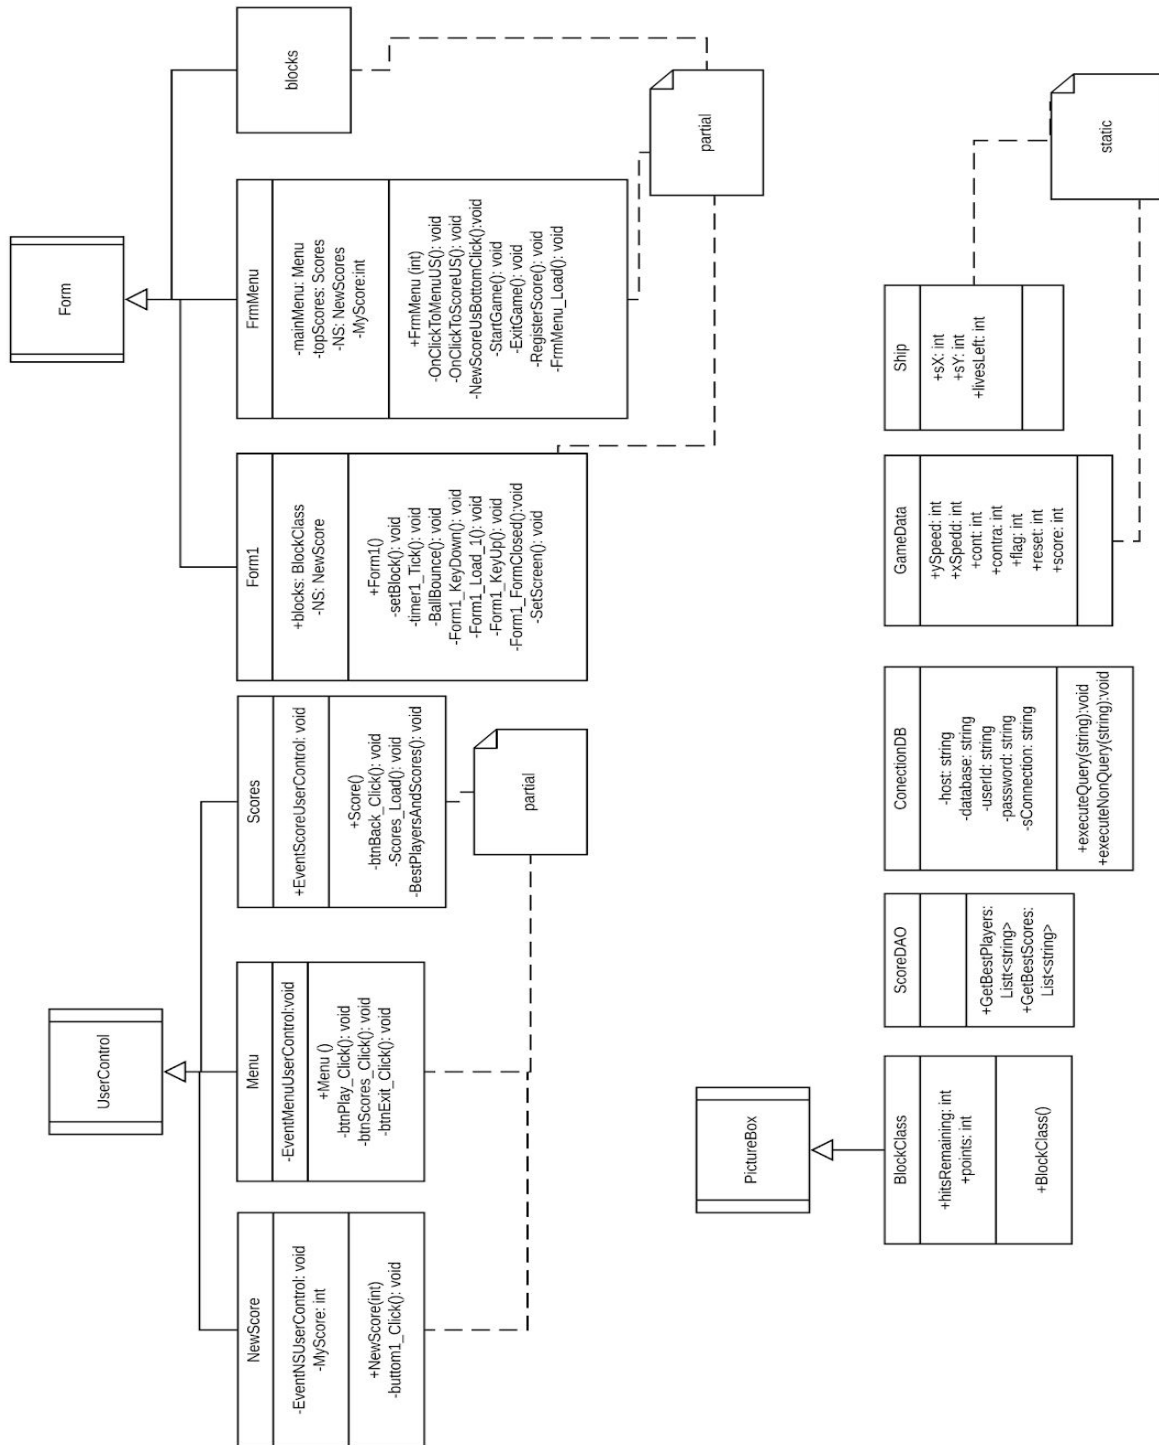 UserControl
Form
NewScore
-EventNSUserControl: void
-MyScore: int
+NewScore(int)
-buttom1_Click(): void
Menu
-EventMenuUserControl:void
+Menu ()
-btnPlay_Click(): void
-btnScores_Click(): void
-btnExit_Click(): void
Scores
+EventScoreUserControl: void
+Score()
-btnBack_Click(): void
-Scores_Load(): void
-BestPlayersAndScores(): void
Form1
+blocks: BlockClass
-NS: NewScore
+Form1()
-setBlock(): void
-timer1_Tick(): void
-BallBounce(): void
-Form1_KeyDown(): void
-Form1_Load_1(): void
-Form1_KeyUp(): void
-Form1_FormClosed():void
-SetScreen(): void
FrmMenu
-mainMenu: Menu
-topScores: Scores
-NS: NewScores
-MyScore:int
+FrmMenu (int)
-OnClickToMenuUS(): void
-OnClickToScoreUS(): void
-NewScoreUsBottomClick():void
-StartGame(): void
-ExitGame(): void
-RegisterScore(): void
-FrmMenu_Load(): void
blocks
partial
partial
PictureBox
BlockClass
+hitsRemaining: int
+points: int
+BlockClass()
ScoreDAO
+GetBestPlayers:
Listt<string>
+GetBestScores:
List<string>
ConectionDB
-host: string
-database: string
-userId: string
-password: string
-sConnection: string
+executeQuery(string):void
+executeNonQuery(string):void
GameData
+ySpeed: int
+xSpedd: int
+cont: int
+contra: int
+flag: int
+reset: int
+score: int
Ship
+sX: int
+sY: int
+livesLeft: int
static